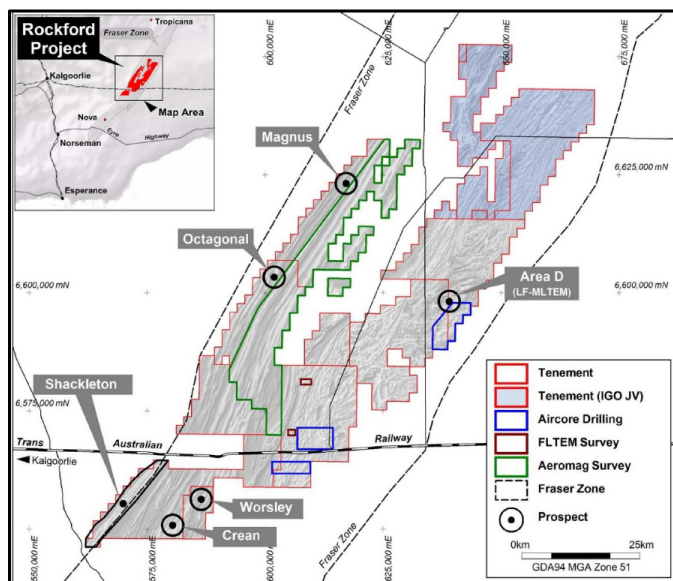 Tropicana
Fraser Zone
Rockford
Project
Kalgoorlie
Map Area
Nova
Norseman
Eyre
Highway
Esperance
600,000 mE
625,000 mE
650,000 mE
675,000 mE
Fraser Zone
Magnus
6,625,000 mN
Octagonal
Area D
(LF-MLTEM)
6,600,000 mN
6,600,000 mN
Shackleton
6,575,000 mN
Trans Australian Railway
Kalgoorlie
Worsley
Crean
550,000 mE
575,000 mE
600,000 mE
Fraser Zone
Tenement
Tenement (IGO JV)
Aircore Drilling
FLTEM Survey
Aeromag Survey
Fraser Zone
Prospect
0km 25km
GDA94 MGA Zone 51